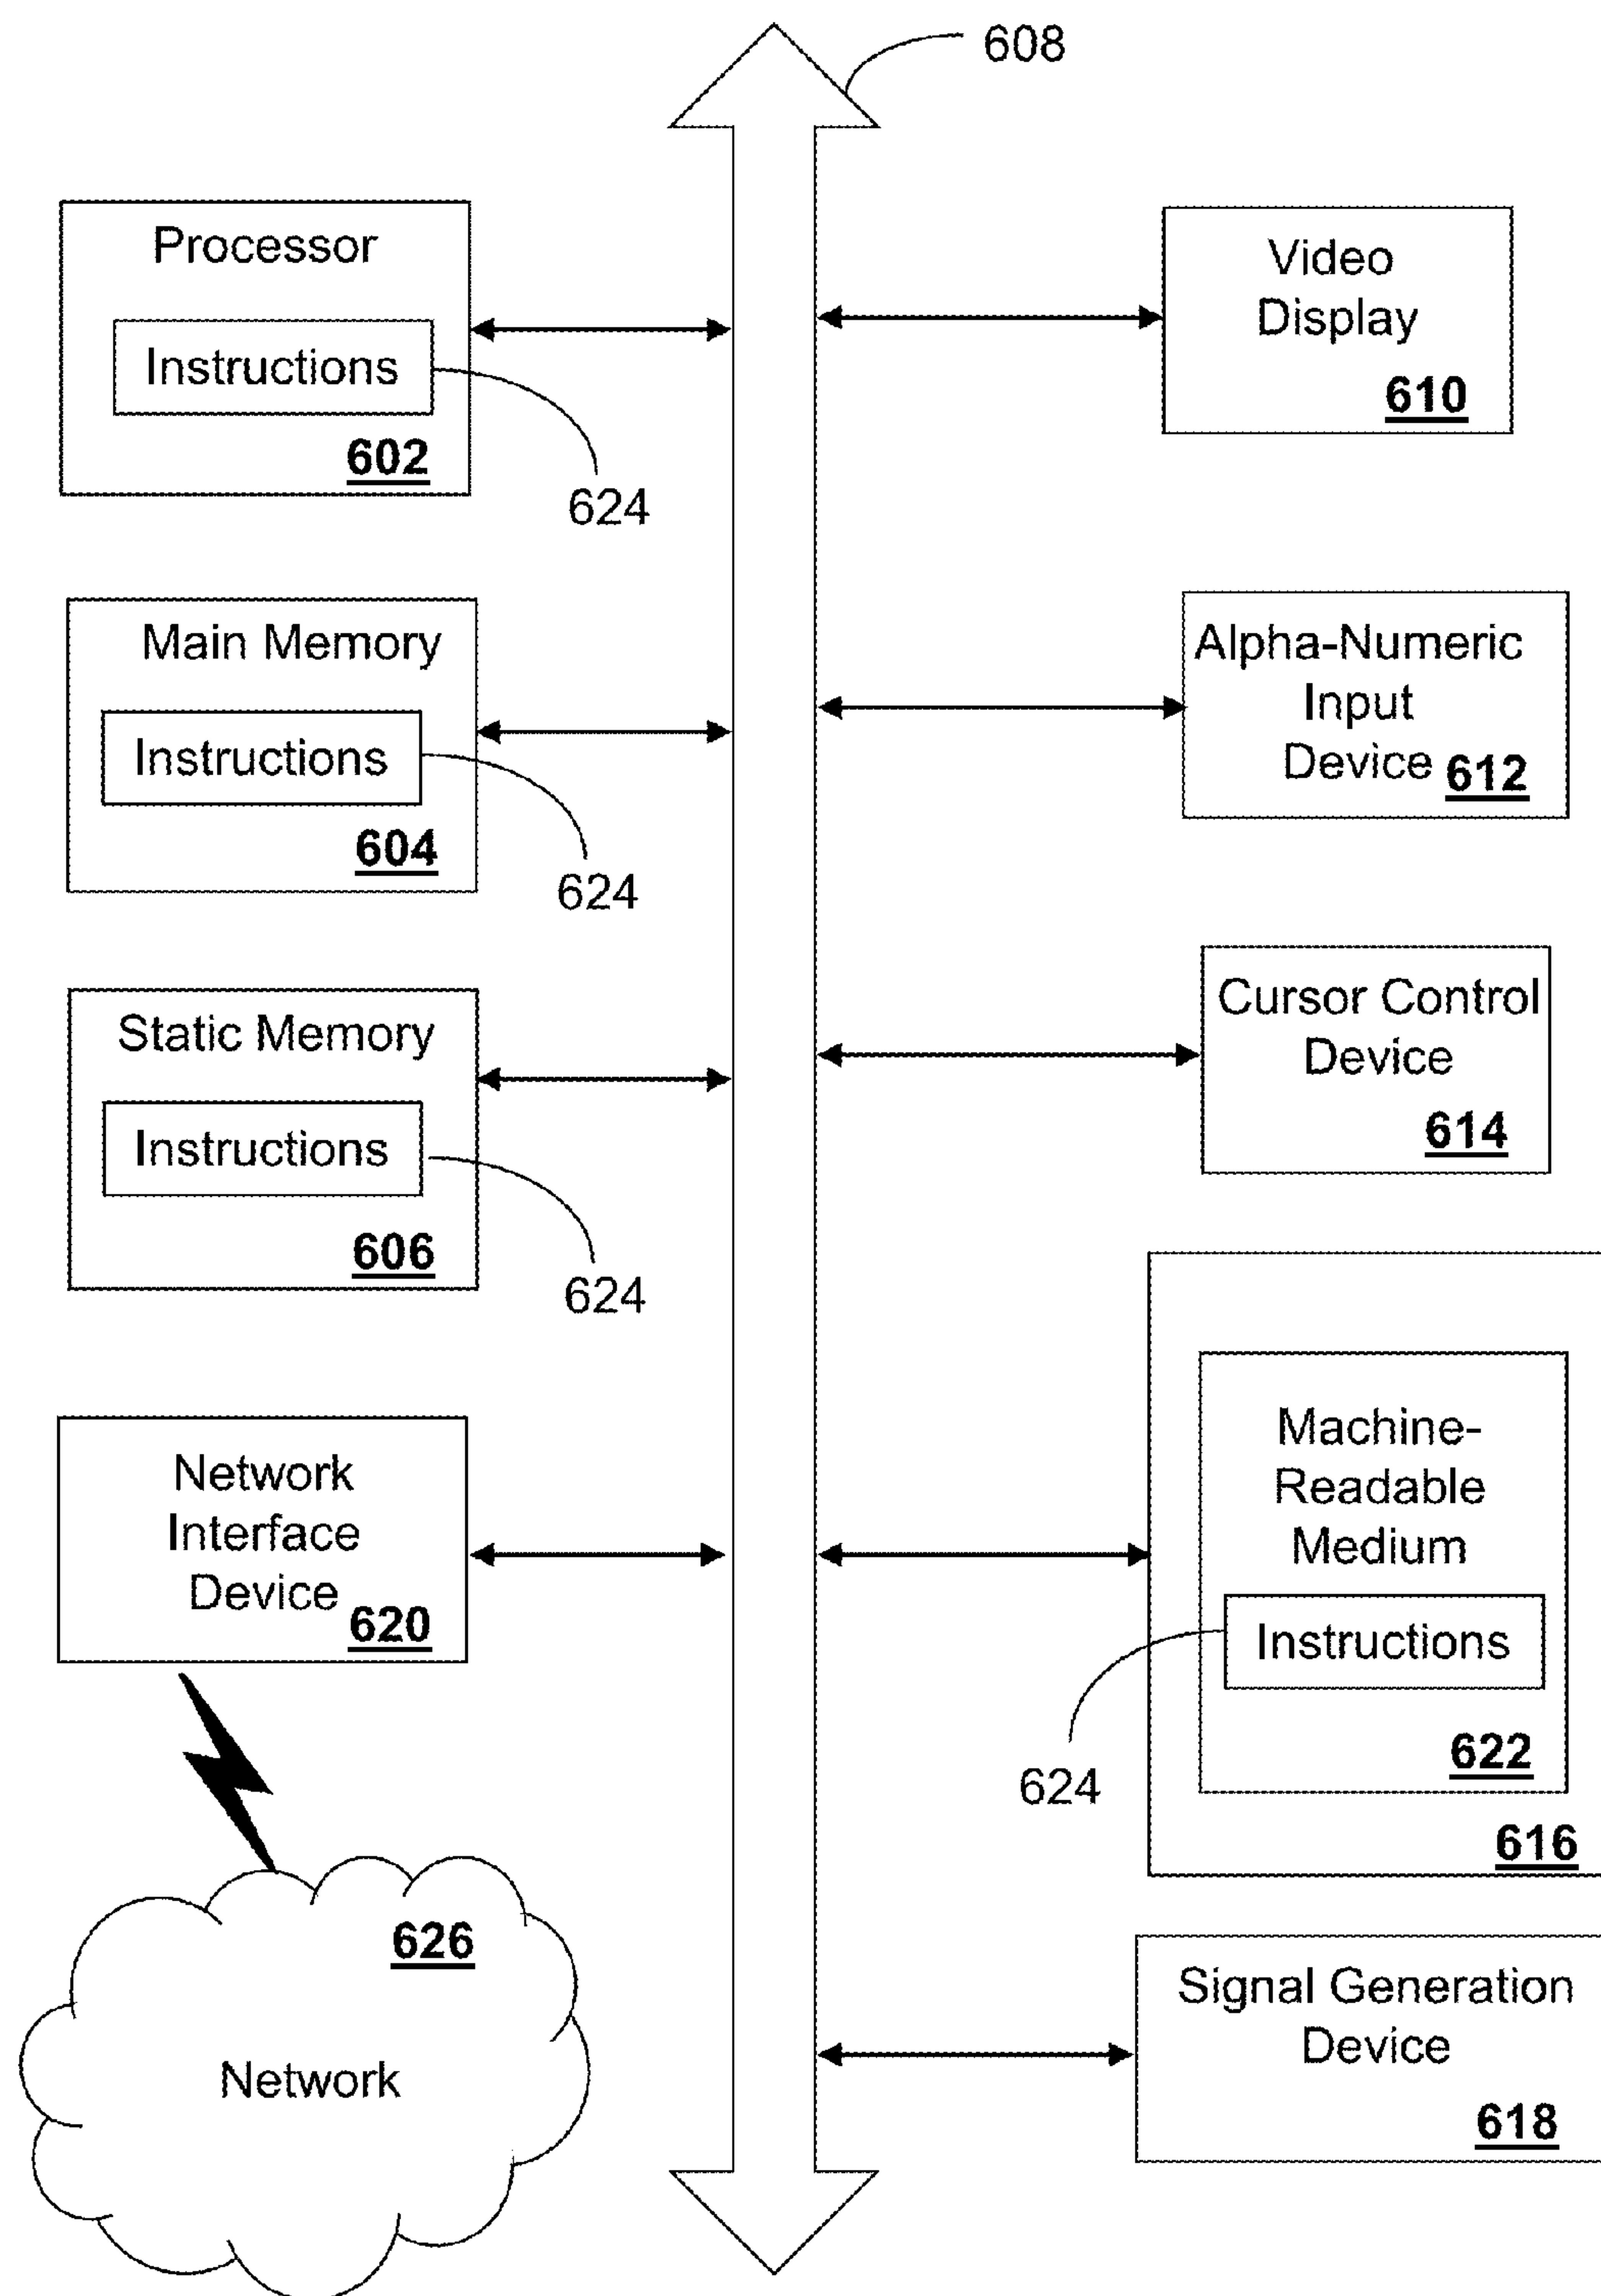 608
Processor
Instructions
602
624
Main Memory
Instructions
604
624
Static Memory
Instructions
606
624
Network
Interface
Device
620
626
Network
Video
Display
610
Alpha-Numeric
Input
Device 612
Cursor Control
Device
614
Machine-
Readable
Medium
Instructions
622
624
616
Signal Generation
Device
618